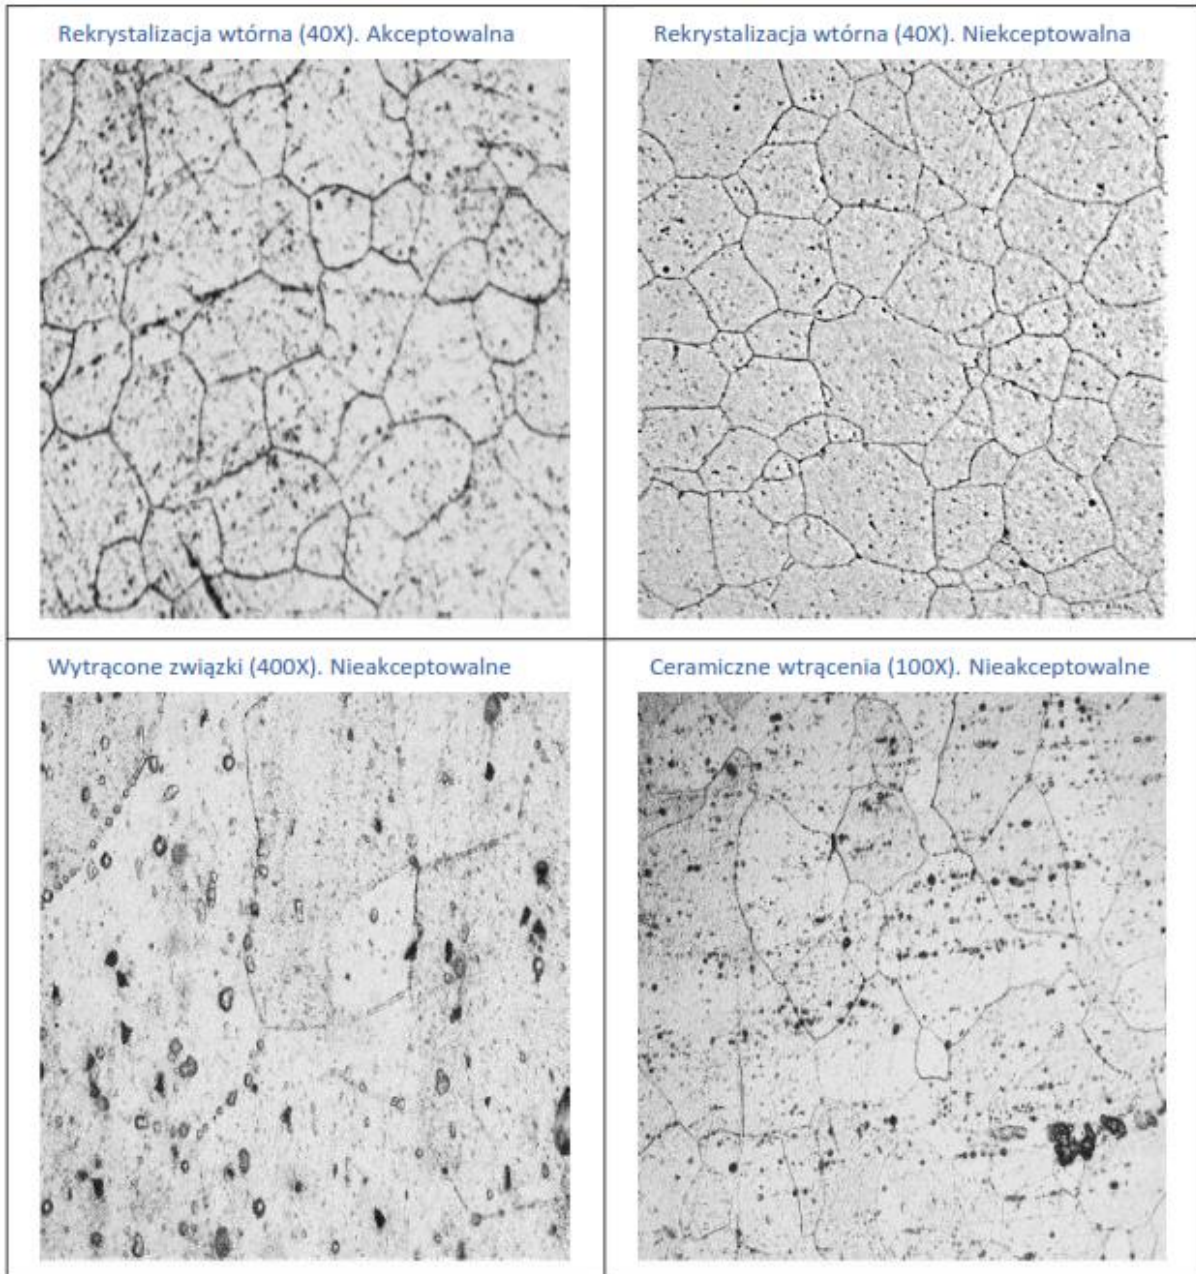 Rekrystalizacja wtórna (40X). Akceptowalna
Rekrystalizacja wtórna (40X). Niekceptowalna
Wytrącone związki (400X). Nieakceptowalne
Ceramiczne wtrącenia (100X). Nieakceptowalne